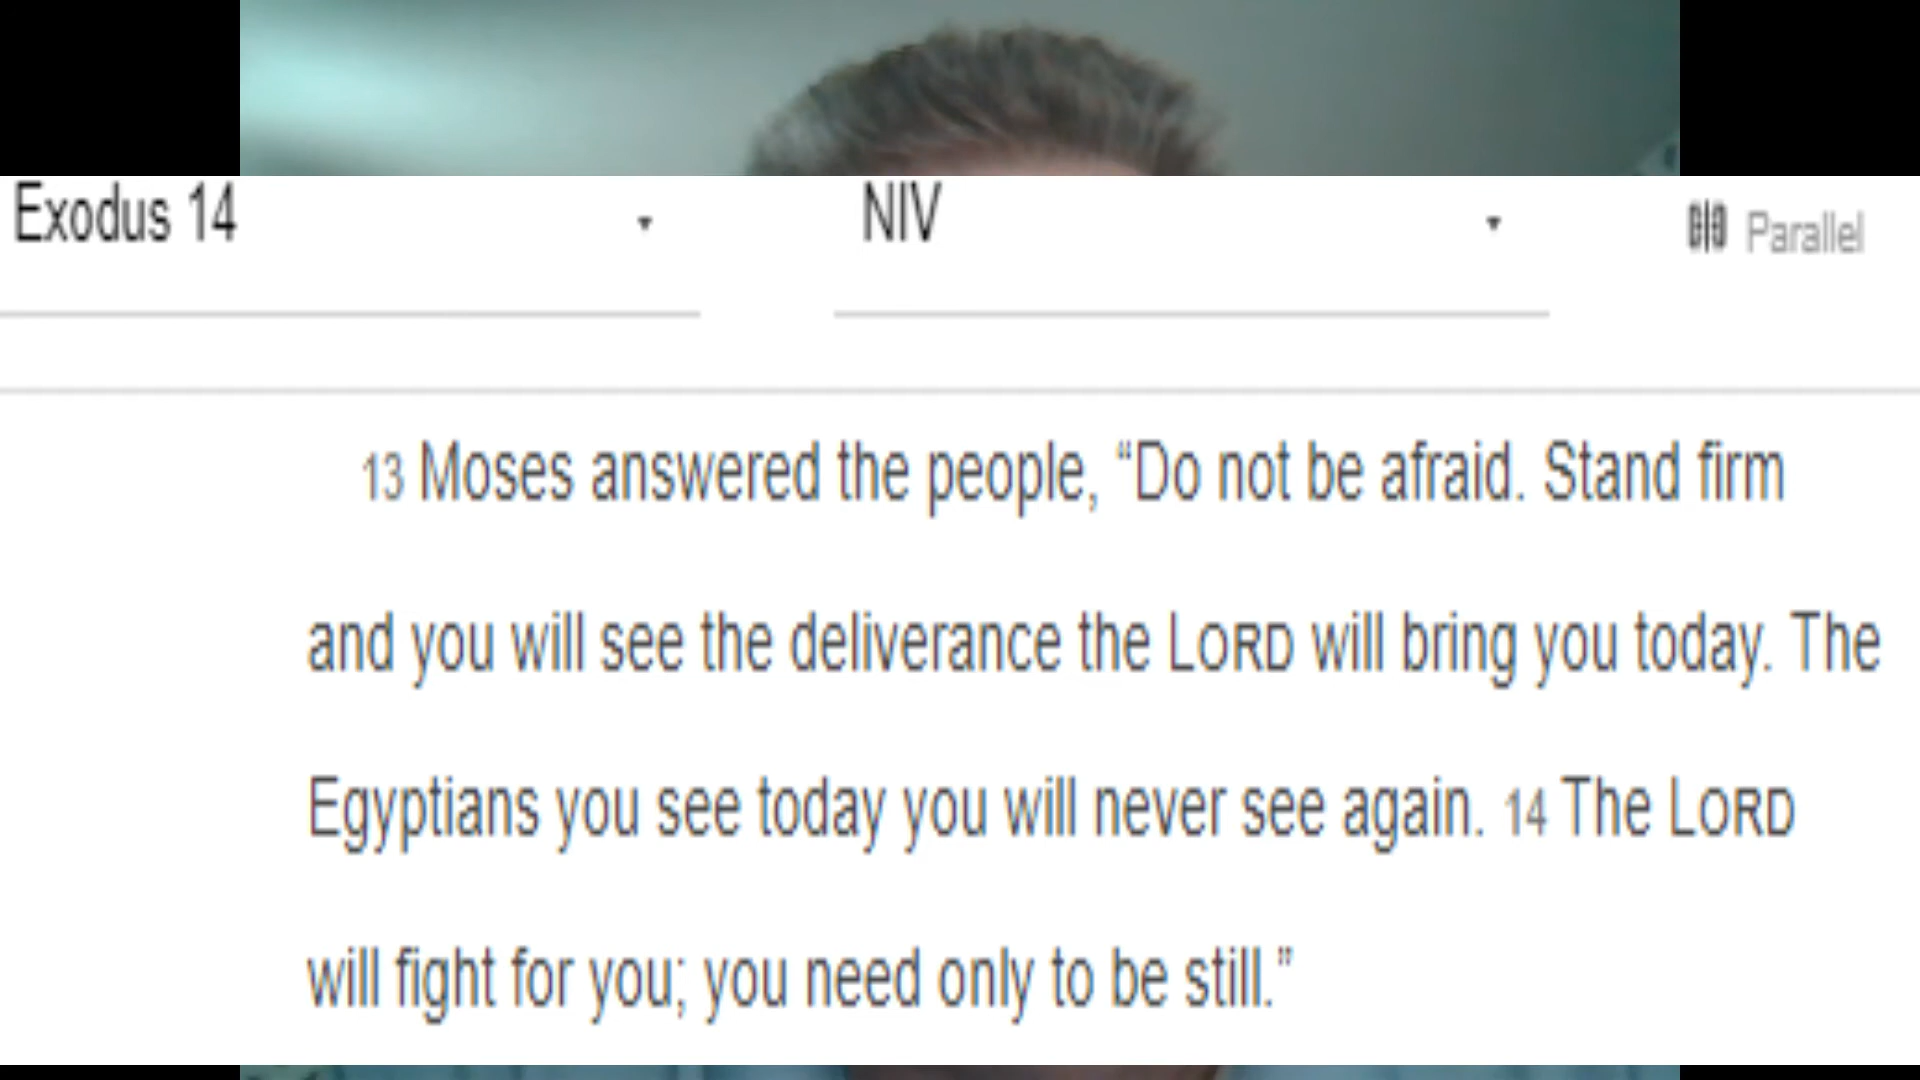 Exodus 14 NIV Parallel
13 Moses answered the people, “Do not be afraid. Stand firm
and you will see the deliverance the LORD will bring you today. The
Egyptians you see today you will never see again. 14 The LORD
will fight for you; you need only to be still.”